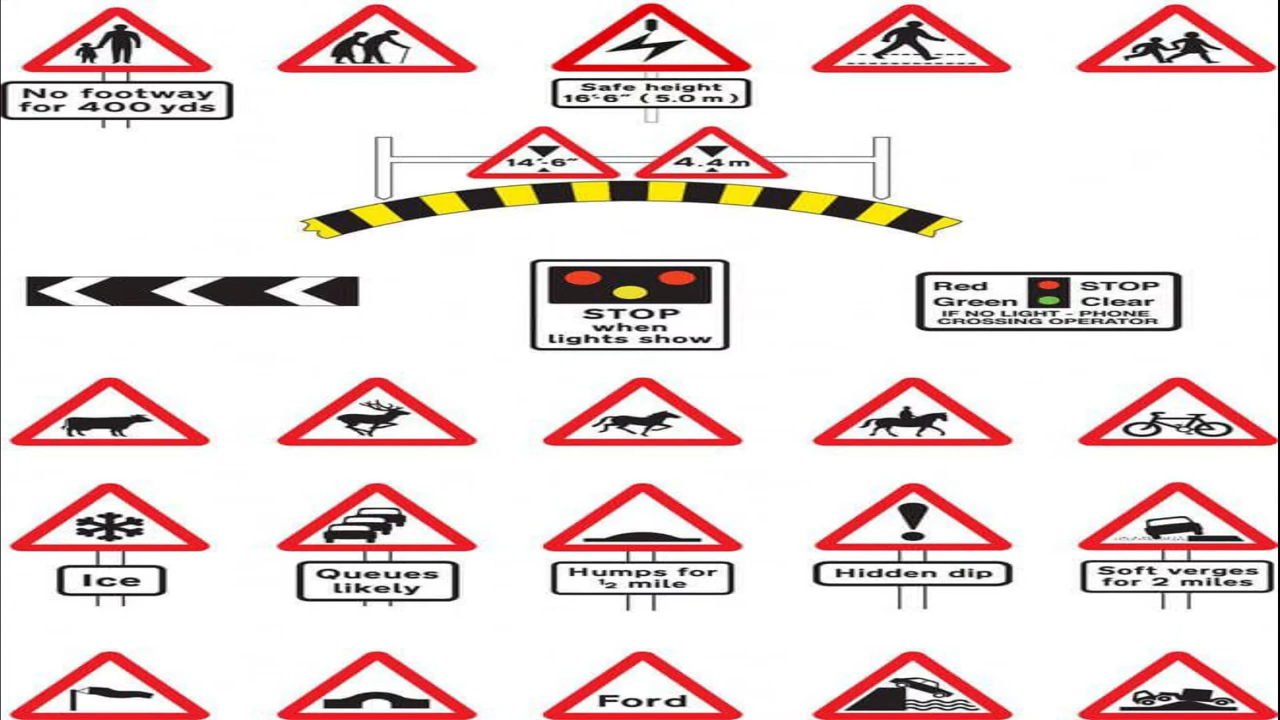 No footway
for 400 yds
Safe height
16'-6" (5.0 m)
14'-6"
4.4 m
STOP
when
lights show
Red STOP
Green Clear
IF NO LIGHT - PHONE
CROSSING OPERATOR
Ice
Queues
likely
Humps for
½ mile
Hidden dip
Soft verges
for 2 miles
Ford